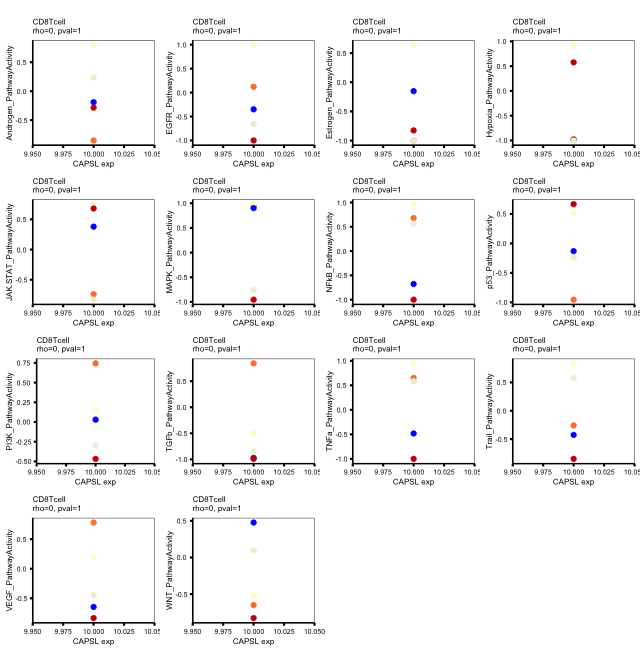 CD8Tcell
rho=0, pval=1
Androgen_PathwayActivity
0.5
0.0
-0.5
9.950 9.975 10.000 10.025 10.05
CAPSL exp
CD8Tcell
rho=0, pval=1
EGFR_PathwayActivity
1.0
0.5
0.0
-0.5
-1.0
9.950 9.975 10.000 10.025 10.05
CAPSL exp
CD8Tcell
rho=0, pval=1
Estrogen_PathwayActivity
0.5
0.0
-0.5
-1.0
9.950 9.975 10.000 10.025 10.05
CAPSL exp
CD8Tcell
rho=0, pval=1
Hypoxia_PathwayActivity
1.0
0.5
0.0
-0.5
-1.0
9.950 9.975 10.000 10.025 10.050
CAPSL exp
CD8Tcell
rho=0, pval=1
JAK-STAT_PathwayActivity
0.5
0.0
-0.5
9.950 9.975 10.000 10.025 10.05
CAPSL exp
CD8Tcell
rho=0, pval=1
MAPK_PathwayActivity
1.0
0.5
0.0
-0.5
-1.0
9.950 9.975 10.000 10.025 10.05
CAPSL exp
CD8Tcell
rho=0, pval=1
NFkB_PathwayActivity
1.0
0.5
0.0
-0.5
-1.0
9.950 9.975 10.000 10.025 10.05
CAPSL exp
CD8Tcell
rho=0, pval=1
p53_PathwayActivity
0.5
0.0
-0.5
-1.0
9.950 9.975 10.000 10.025 10.050
CAPSL exp
CD8Tcell
rho=0, pval=1
PI3K_PathwayActivity
0.75
0.50
0.25
0.00
-0.25
-0.50
9.950 9.975 10.000 10.025 10.05
CAPSL exp
CD8Tcell
rho=0, pval=1
TGFb_PathwayActivity
0.5
0.0
-0.5
-1.0
9.950 9.975 10.000 10.025 10.05
CAPSL exp
CD8Tcell
rho=0, pval=1
TNFa_PathwayActivity
1.0
0.5
0.0
-0.5
-1.0
9.950 9.975 10.000 10.025 10.05
CAPSL exp
CD8Tcell
rho=0, pval=1
Trail_PathwayActivity
0.5
0.0
-0.5
9.950 9.975 10.000 10.025 10.050
CAPSL exp
CD8Tcell
rho=0, pval=1
VEGF_PathwayActivity
0.5
0.0
-0.5
9.950 9.975 10.000 10.025 10.05
CAPSL exp
CD8Tcell
rho=0, pval=1
WNT_PathwayActivity
0.5
0.0
-0.5
9.950 9.975 10.000 10.025 10.050
CAPSL exp